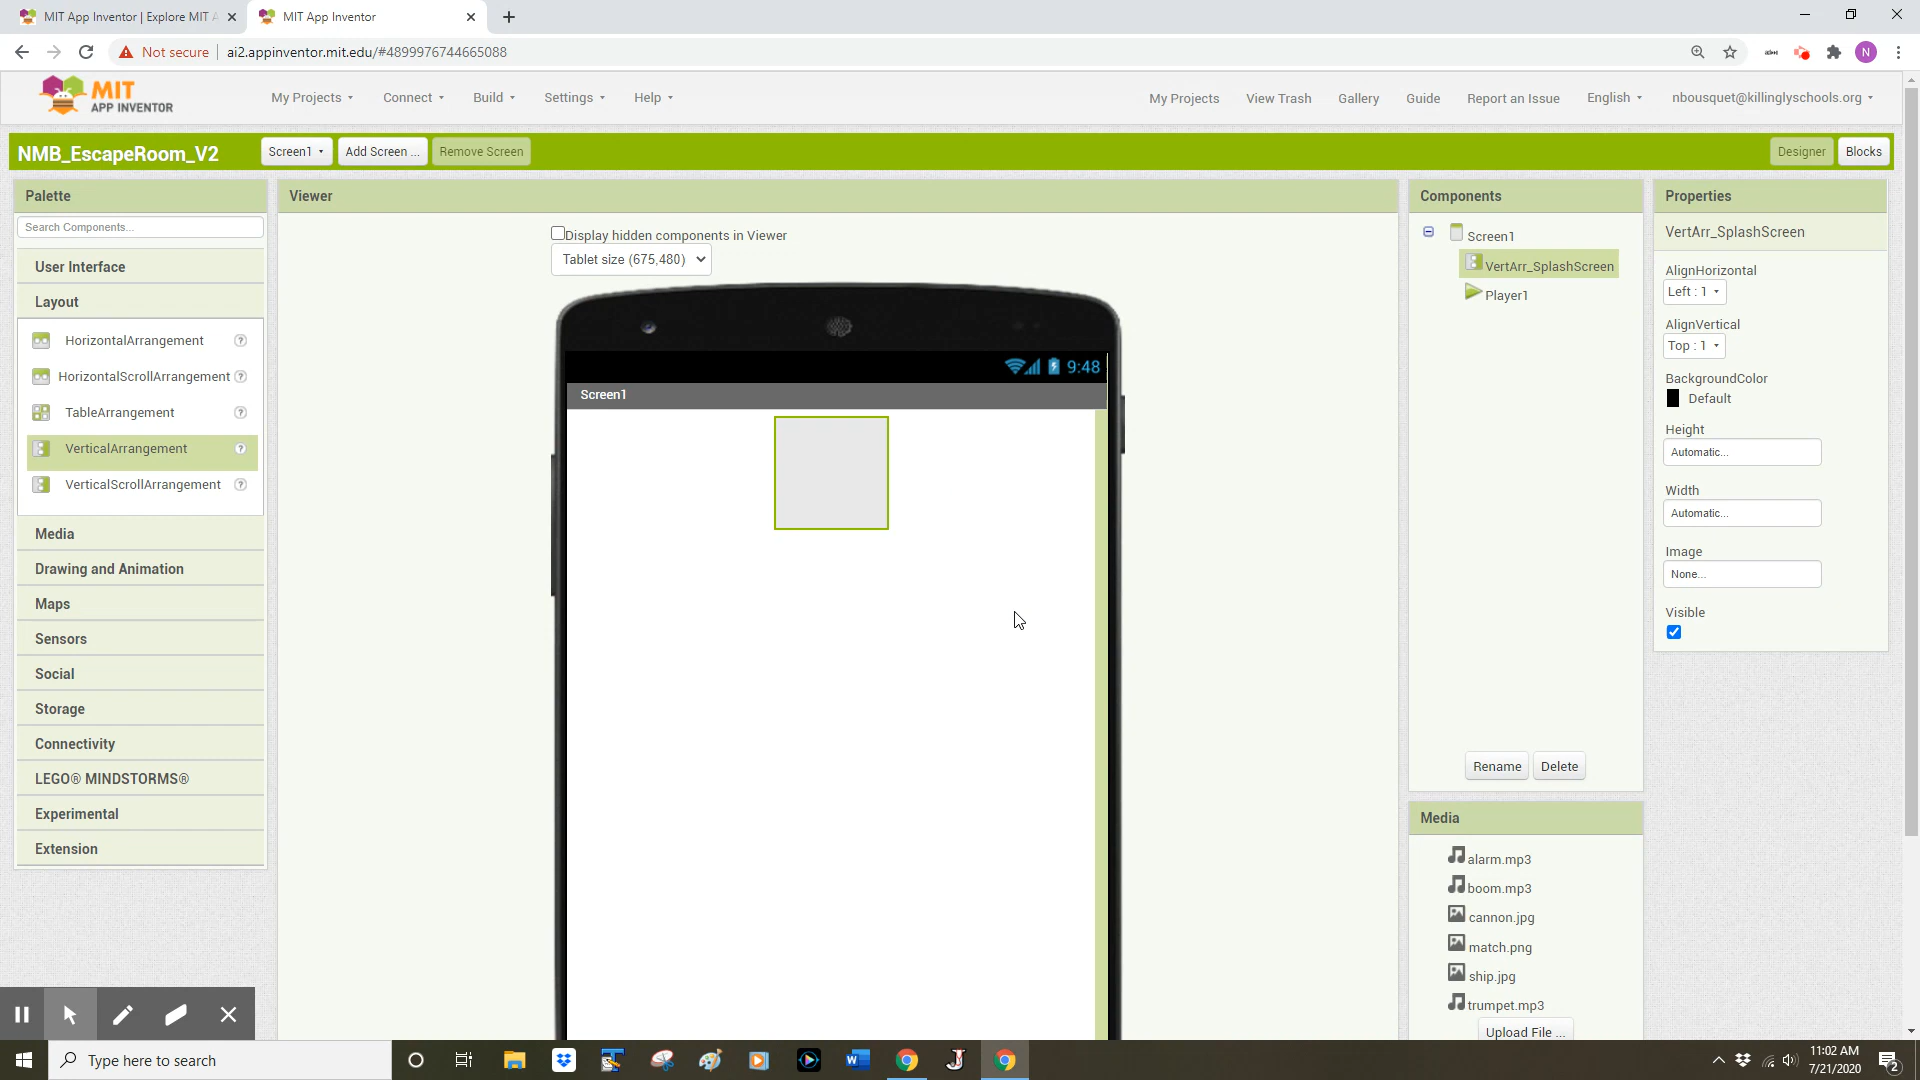 MIT App Inventor | Explore MIT A
MIT App Inventor
Not secure
ai2.appinventor.mit.edu/#4899976744665088
N
MIT
APP INVENTOR
My Projects
Connect
Build
Settings
Help
My Projects
View Trash
Gallery
Guide
Report an Issue
English
nbousquet@killinglyschools.org
NMB_EscapeRoom_V2
Screen1
Add Screen ...
Remove Screen
Designer
Blocks
Palette
Search Components...
User Interface
Layout
HorizontalArrangement
HorizontalScrollArrangement
TableArrangement
VerticalArrangement
VerticalScrollArrangement
Media
Drawing and Animation
Maps
Sensors
Social
Storage
Connectivity
LEGO® MINDSTORMS®
Experimental
Extension
Viewer
Display hidden components in Viewer
Tablet size (675,480)
9:48
Screen1
Components
Screen1
VertArr_SplashScreen
Player1
Rename
Delete
Media
alarm.mp3
boom.mp3
cannon.jpg
match.png
ship.jpg
trumpet.mp3
Upload File ...
Properties
VertArr_SplashScreen
AlignHorizontal
Left : 1
AlignVertical
Top : 1
BackgroundColor
Default
Height
Automatic...
Width
Automatic...
Image
None...
Visible
Type here to search
11:02 AM
7/21/2020
2